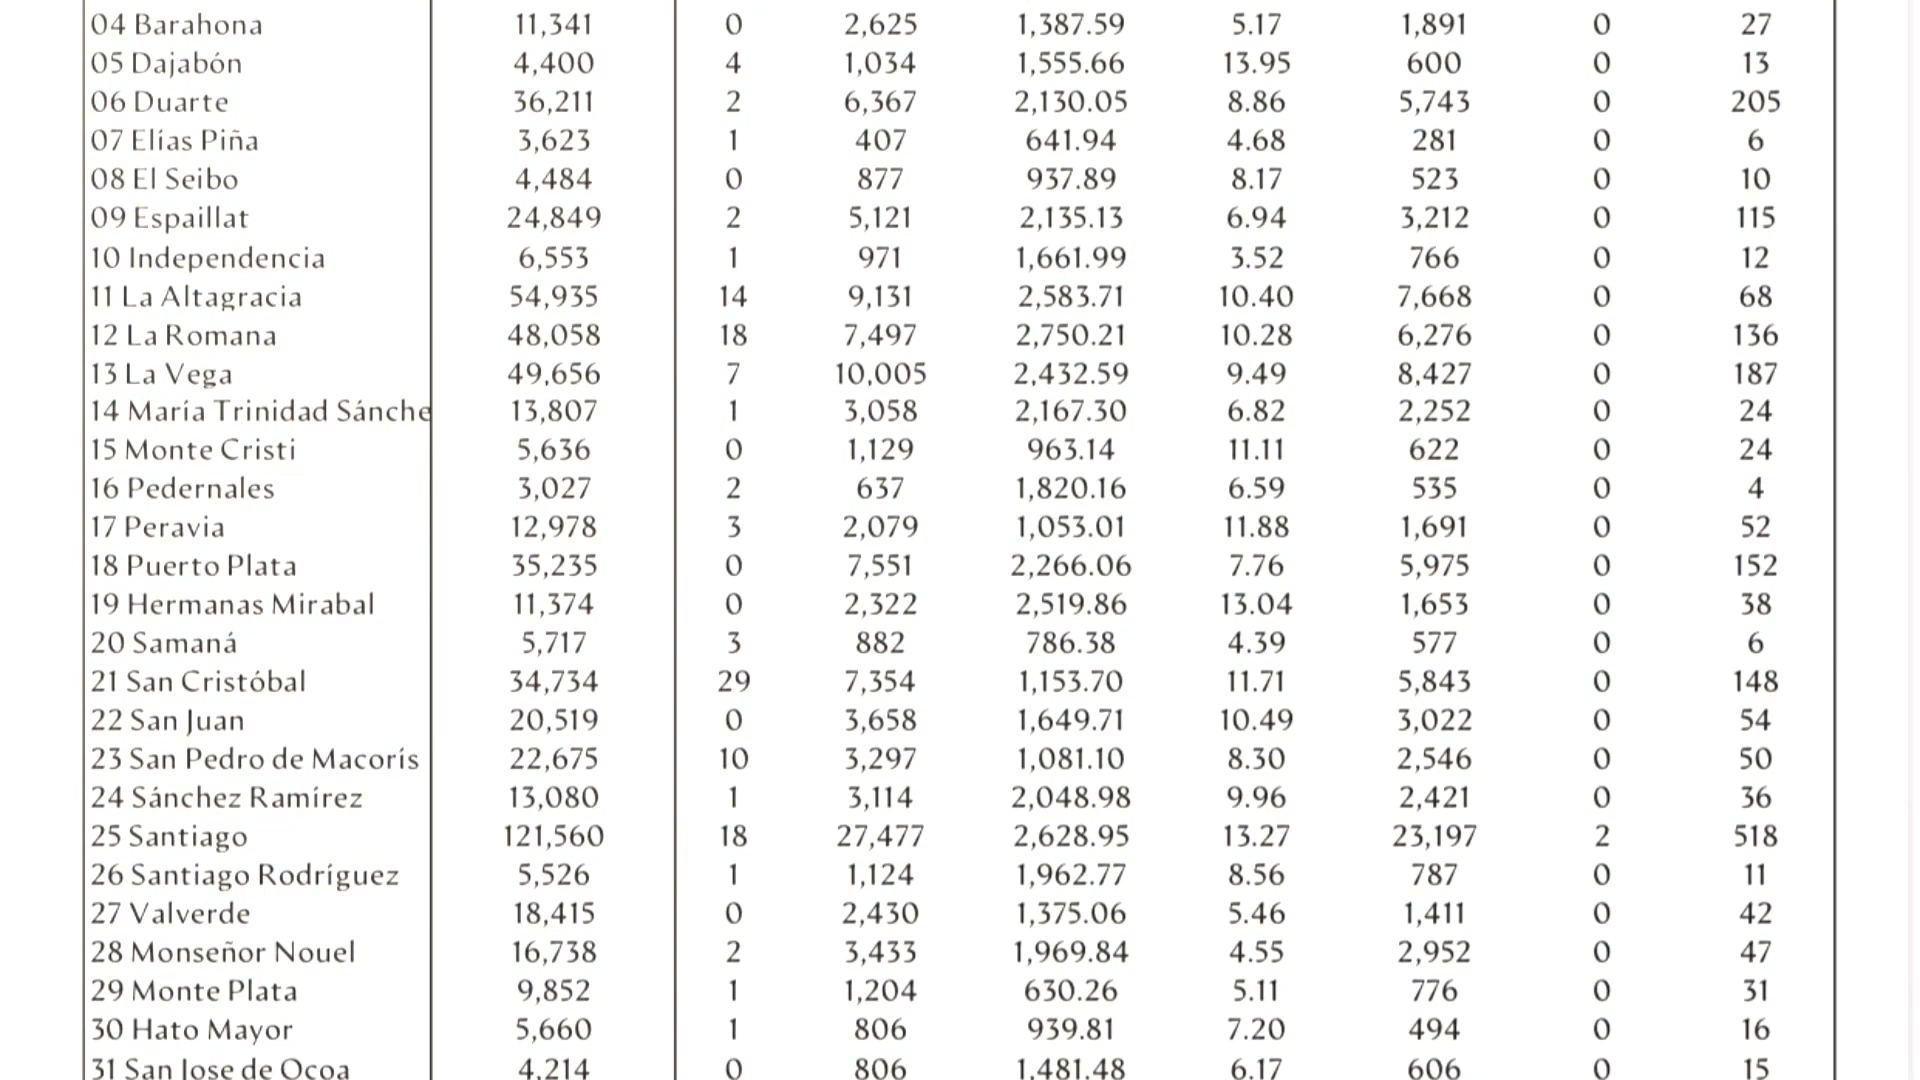 04 Barahona 11,341 0 2,625 1,387.59 5.17 1,891 0 27
05 Dajabón 4,400 4 1,034 1,555.66 13.95 600 0 13
06 Duarte 36,211 2 6,367 2,130.05 8.86 5,743 0 205
07 Elías Piña 3,623 1 407 641.94 4.68 281 0 6
08 El Seibo 4,484 0 877 937.89 8.17 523 0 10
09 Espaillat 24,849 2 5,121 2,135.13 6.94 3,212 0 115
10 Independencia 6,553 1 971 1,661.99 3.52 766 0 12
11 La Altagracia 54,935 14 9,131 2,583.71 10.40 7,668 0 68
12 La Romana 48,058 18 7,497 2,750.21 10.28 6,276 0 136
13 La Vega 49,656 7 10,005 2,432.59 9.49 8,427 0 187
14 María Trinidad Sánche 13,807 1 3,058 2,167.30 6.82 2,252 0 24
15 Monte Cristi 5,636 0 1,129 963.14 11.11 622 0 24
16 Pedernales 3,027 2 637 1,820.16 6.59 535 0 4
17 Peravia 12,978 3 2,079 1,053.01 11.88 1,691 0 52
18 Puerto Plata 35,235 0 7,551 2,266.06 7.76 5,975 0 152
19 Hermanas Mirabal 11,374 0 2,322 2,519.86 13.04 1,653 0 38
20 Samaná 5,717 3 882 786.38 4.39 577 0 6
21 San Cristóbal 34,734 29 7,354 1,153.70 11.71 5,843 0 148
22 San Juan 20,519 0 3,658 1,649.71 10.49 3,022 0 54
23 San Pedro de Macorís 22,675 10 3,297 1,081.10 8.30 2,546 0 50
24 Sánchez Ramírez 13,080 1 3,114 2,048.98 9.96 2,421 0 36
25 Santiago 121,560 18 27,477 2,628.95 13.27 23,197 2 518
26 Santiago Rodríguez 5,526 1 1,124 1,962.77 8.56 787 0 11
27 Valverde 18,415 0 2,430 1,375.06 5.46 1,411 0 42
28 Monseñor Nouel 16,738 2 3,433 1,969.84 4.55 2,952 0 47
29 Monte Plata 9,852 1 1,204 630.26 5.11 776 0 31
30 Hato Mayor 5,660 1 806 939.81 7.20 494 0 16
31 San Jose de Ocoa 4,214 0 806 1,481.48 6.17 606 0 15